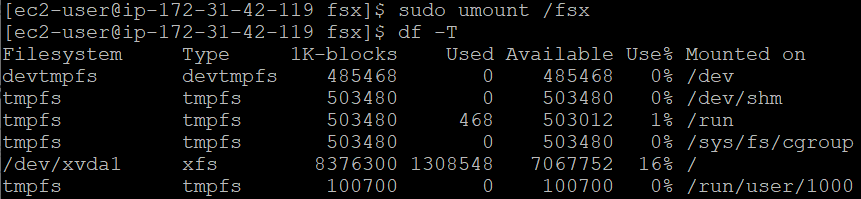 [ec2-user@ip-172-31-42-119 fsx]$ sudo umount /fsx
[ec2-user@ip-172-31-42-119 fsx]$ df -T
Filesystem     Type     1K-blocks    Used Available Use% Mounted on
devtmpfs       devtmpfs    485468       0    485468   0% /dev
tmpfs          tmpfs       503480       0    503480   0% /dev/shm
tmpfs          tmpfs       503480     468    503012   1% /run
tmpfs          tmpfs       503480       0    503480   0% /sys/fs/cgroup
/dev/xvda1     xfs        8376300 1308548   7067752  16% /
tmpfs          tmpfs       100700       0    100700   0% /run/user/1000